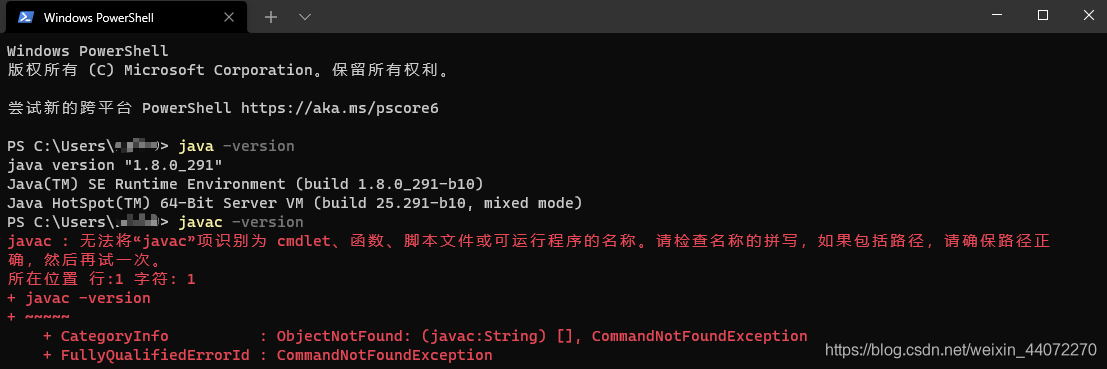 Windows PowerShell
Windows PowerShell
版权所有 (C) Microsoft Corporation。保留所有权利。
尝试新的跨平台 PowerShell https://aka.ms/pscore6
PS C:\Users\> java -version
java version "1.8.0_291"
Java(TM) SE Runtime Environment (build 1.8.0_291-b10)
Java HotSpot(TM) 64-Bit Server VM (build 25.291-b10, mixed mode)
PS C:\Users\> javac -version
javac : 无法将“javac”项识别为 cmdlet、函数、脚本文件或可运行程序的名称。请检查名称的拼写，如果包括路径，请确保路径正
确，然后再试一次。
所在位置 行:1 字符: 1
+ javac -version
+ ~~~~~
    + CategoryInfo          : ObjectNotFound: (javac:String) [], CommandNotFoundException
    + FullyQualifiedErrorId : CommandNotFoundException
https://blog.csdn.net/weixin_44072270